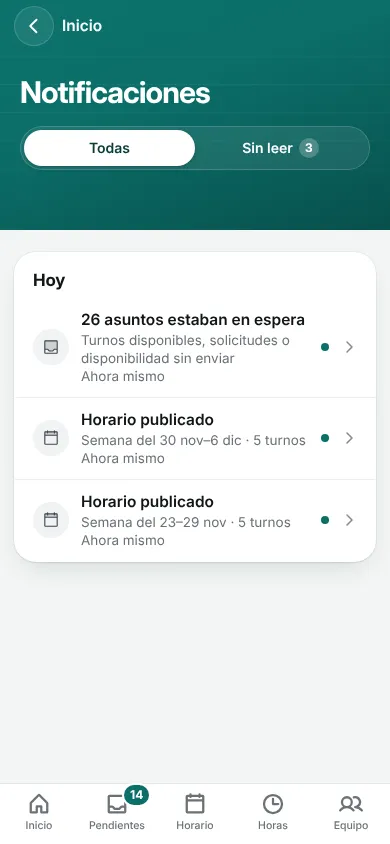 Inicio
Notificaciones
Todas
Sin leer 3
Hoy
26 asuntos estaban en espera
Turnos disponibles, solicitudes o
disponibilidad sin enviar
Ahora mismo
Horario publicado
Semana del 30 nov–6 dic · 5 turnos
Ahora mismo
Horario publicado
Semana del 23–29 nov · 5 turnos
Ahora mismo
14
Inicio
Pendientes
Horario
Horas
Equipo